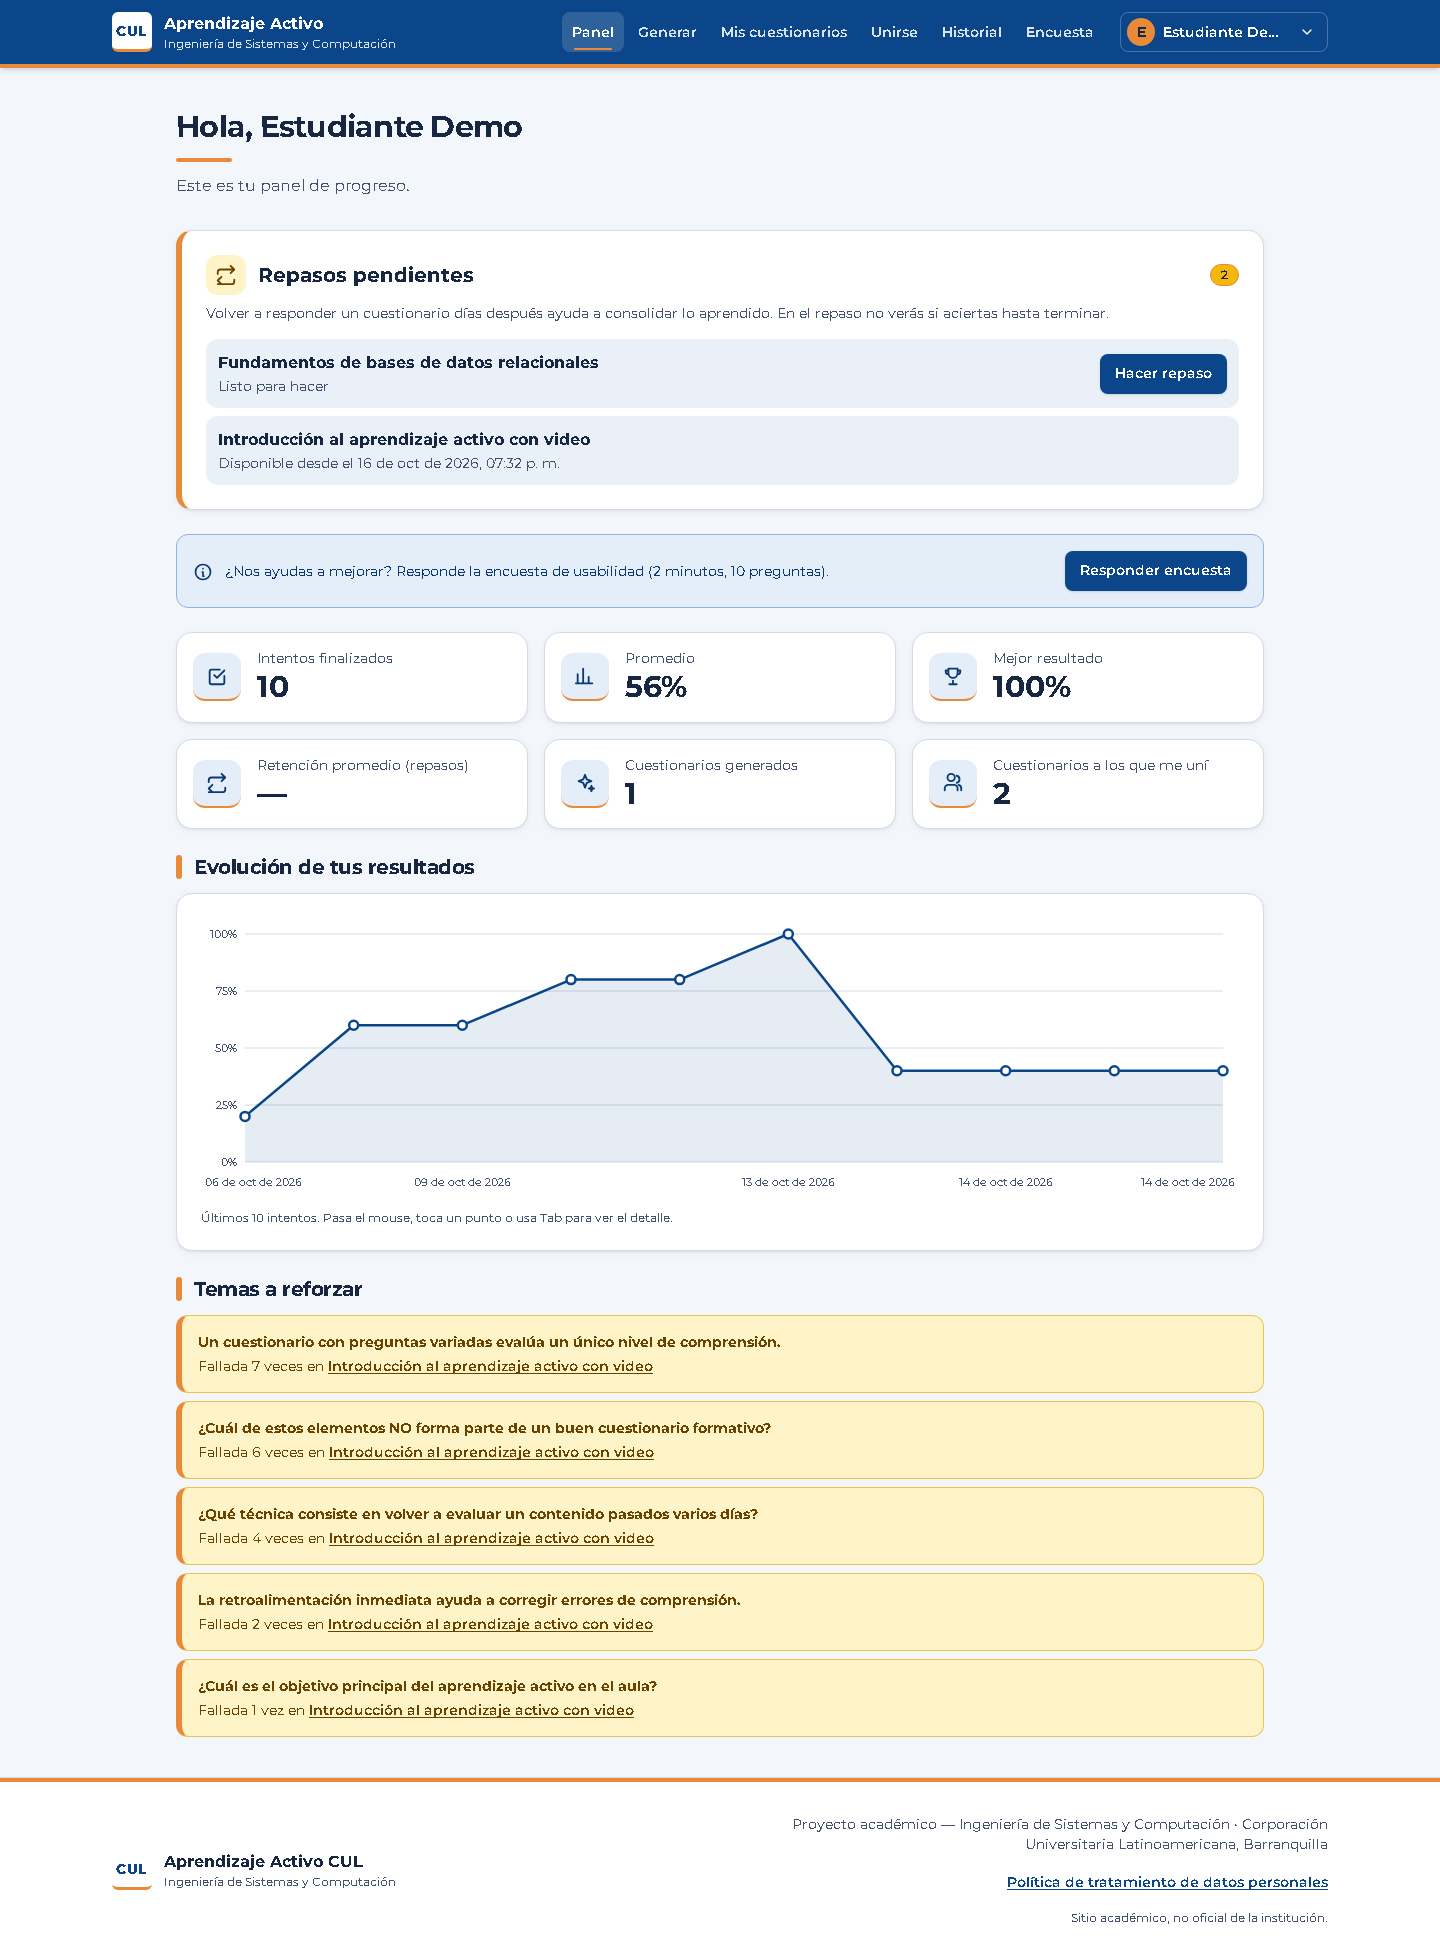 CUL
Aprendizaje Activo
Ingeniería de Sistemas y Computación
Panel
Generar
Mis cuestionarios
Unirse
Historial
Encuesta
E
Estudiante De...
Hola, Estudiante Demo
Este es tu panel de progreso.
Repasos pendientes
2
Volver a responder un cuestionario días después ayuda a consolidar lo aprendido. En el repaso no verás si aciertas hasta terminar.
Fundamentos de bases de datos relacionales
Listo para hacer
Hacer repaso
Introducción al aprendizaje activo con video
Disponible desde el 16 de oct de 2026, 07:32 p. m.
¿Nos ayudas a mejorar? Responde la encuesta de usabilidad (2 minutos, 10 preguntas).
Responder encuesta
Intentos finalizados
10
Promedio
56%
Mejor resultado
100%
Retención promedio (repasos)
—
Cuestionarios generados
1
Cuestionarios a los que me uní
2
Evolución de tus resultados
100%
75%
50%
25%
0%
06 de oct de 2026
09 de oct de 2026
13 de oct de 2026
14 de oct de 2026
14 de oct de 2026
Últimos 10 intentos. Pasa el mouse, toca un punto o usa Tab para ver el detalle.
Temas a reforzar
Un cuestionario con preguntas variadas evalúa un único nivel de comprensión.
Fallada 7 veces en Introducción al aprendizaje activo con video
¿Cuál de estos elementos NO forma parte de un buen cuestionario formativo?
Fallada 6 veces en Introducción al aprendizaje activo con video
¿Qué técnica consiste en volver a evaluar un contenido pasados varios días?
Fallada 4 veces en Introducción al aprendizaje activo con video
La retroalimentación inmediata ayuda a corregir errores de comprensión.
Fallada 2 veces en Introducción al aprendizaje activo con video
¿Cuál es el objetivo principal del aprendizaje activo en el aula?
Fallada 1 vez en Introducción al aprendizaje activo con video
CUL
Aprendizaje Activo CUL
Ingeniería de Sistemas y Computación
Proyecto académico — Ingeniería de Sistemas y Computación · Corporación
Universitaria Latinoamericana, Barranquilla
Política de tratamiento de datos personales
Sitio académico, no oficial de la institución.